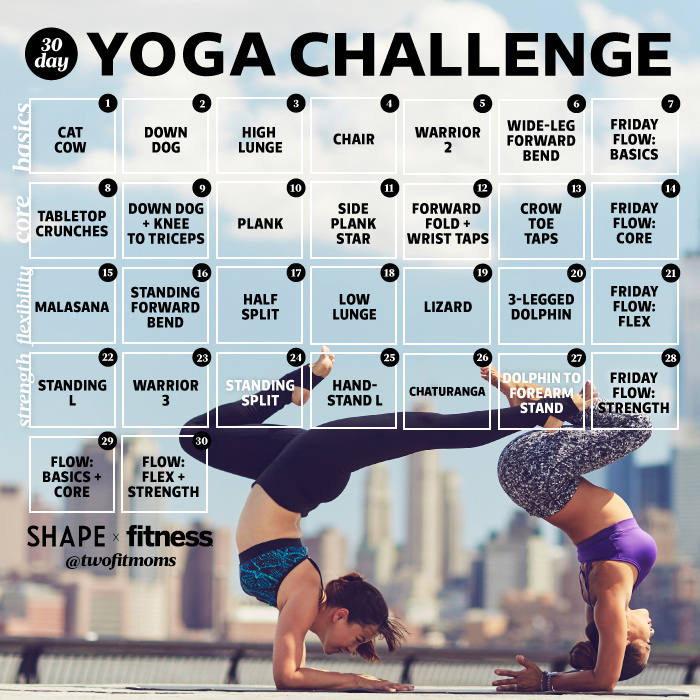 30
day
YOGA CHALLENGE
basics
1
CAT
COW
2
DOWN
DOG
3
HIGH
LUNGE
4
CHAIR
5
WARRIOR
2
6
WIDE-LEG
FORWARD
BEND
7
FRIDAY
FLOW:
BASICS
core
8
TABLETOP
CRUNCHES
9
DOWN DOG
+ KNEE
TO TRICEPS
10
PLANK
11
SIDE
PLANK
STAR
12
FORWARD
FOLD +
WRIST TAPS
13
CROW
TOE
TAPS
14
FRIDAY
FLOW:
CORE
flexibility
15
MALASANA
16
STANDING
FORWARD
BEND
17
HALF
SPLIT
18
LOW
LUNGE
19
LIZARD
20
3-LEGGED
DOLPHIN
21
FRIDAY
FLOW:
FLEX
strength
22
STANDING
L
23
WARRIOR
3
24
STANDING
SPLIT
25
HAND-
STAND L
26
CHATURANGA
27
DOLPHIN TO
FOREARM
STAND
28
FRIDAY
FLOW:
STRENGTH
29
FLOW:
BASICS +
CORE
30
FLOW:
FLEX +
STRENGTH
SHAPE x fitness
@twofitmoms